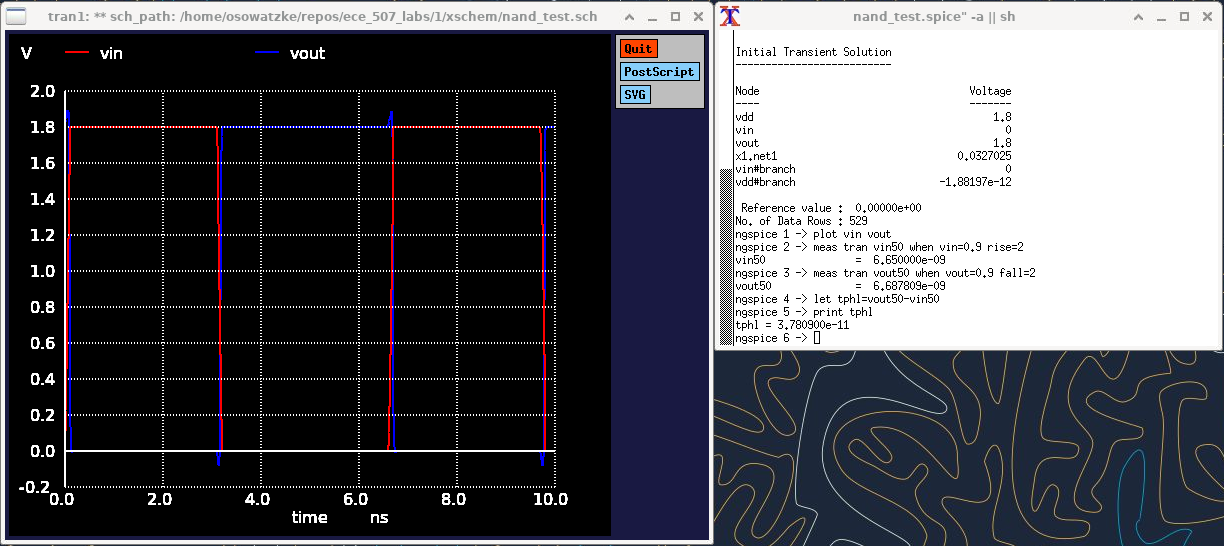 tran1: ** sch_path: /home/osowatzke/repos/ece_507_labs/1/xschem/nand_test.sch
V vin vout
2.0
1.8
1.6
1.4
1.2
1.0
0.8
0.6
0.4
0.2
0.0
-0.2
0.0 2.0 4.0 6.0 8.0 10.0
time ns
Quit
PostScript
SVG
nand_test.spice" -a || sh
Initial Transient Solution
--------------------------
Node Voltage
---- -------
vdd 1.8
vin 0
vout 1.8
x1.net1 0.0327025
vin#branch 0
vdd#branch -1.88197e-12
Reference value : 0.00000e+00
No. of Data Rows : 529
ngspice 1 -> plot vin vout
ngspice 2 -> meas tran vin50 when vin=0.9 rise=2
vin50 = 6.650000e-09
ngspice 3 -> meas tran vout50 when vout=0.9 fall=2
vout50 = 6.687809e-09
ngspice 4 -> let tphl=vout50-vin50
ngspice 5 -> print tphl
tphl = 3.780900e-11
ngspice 6 ->